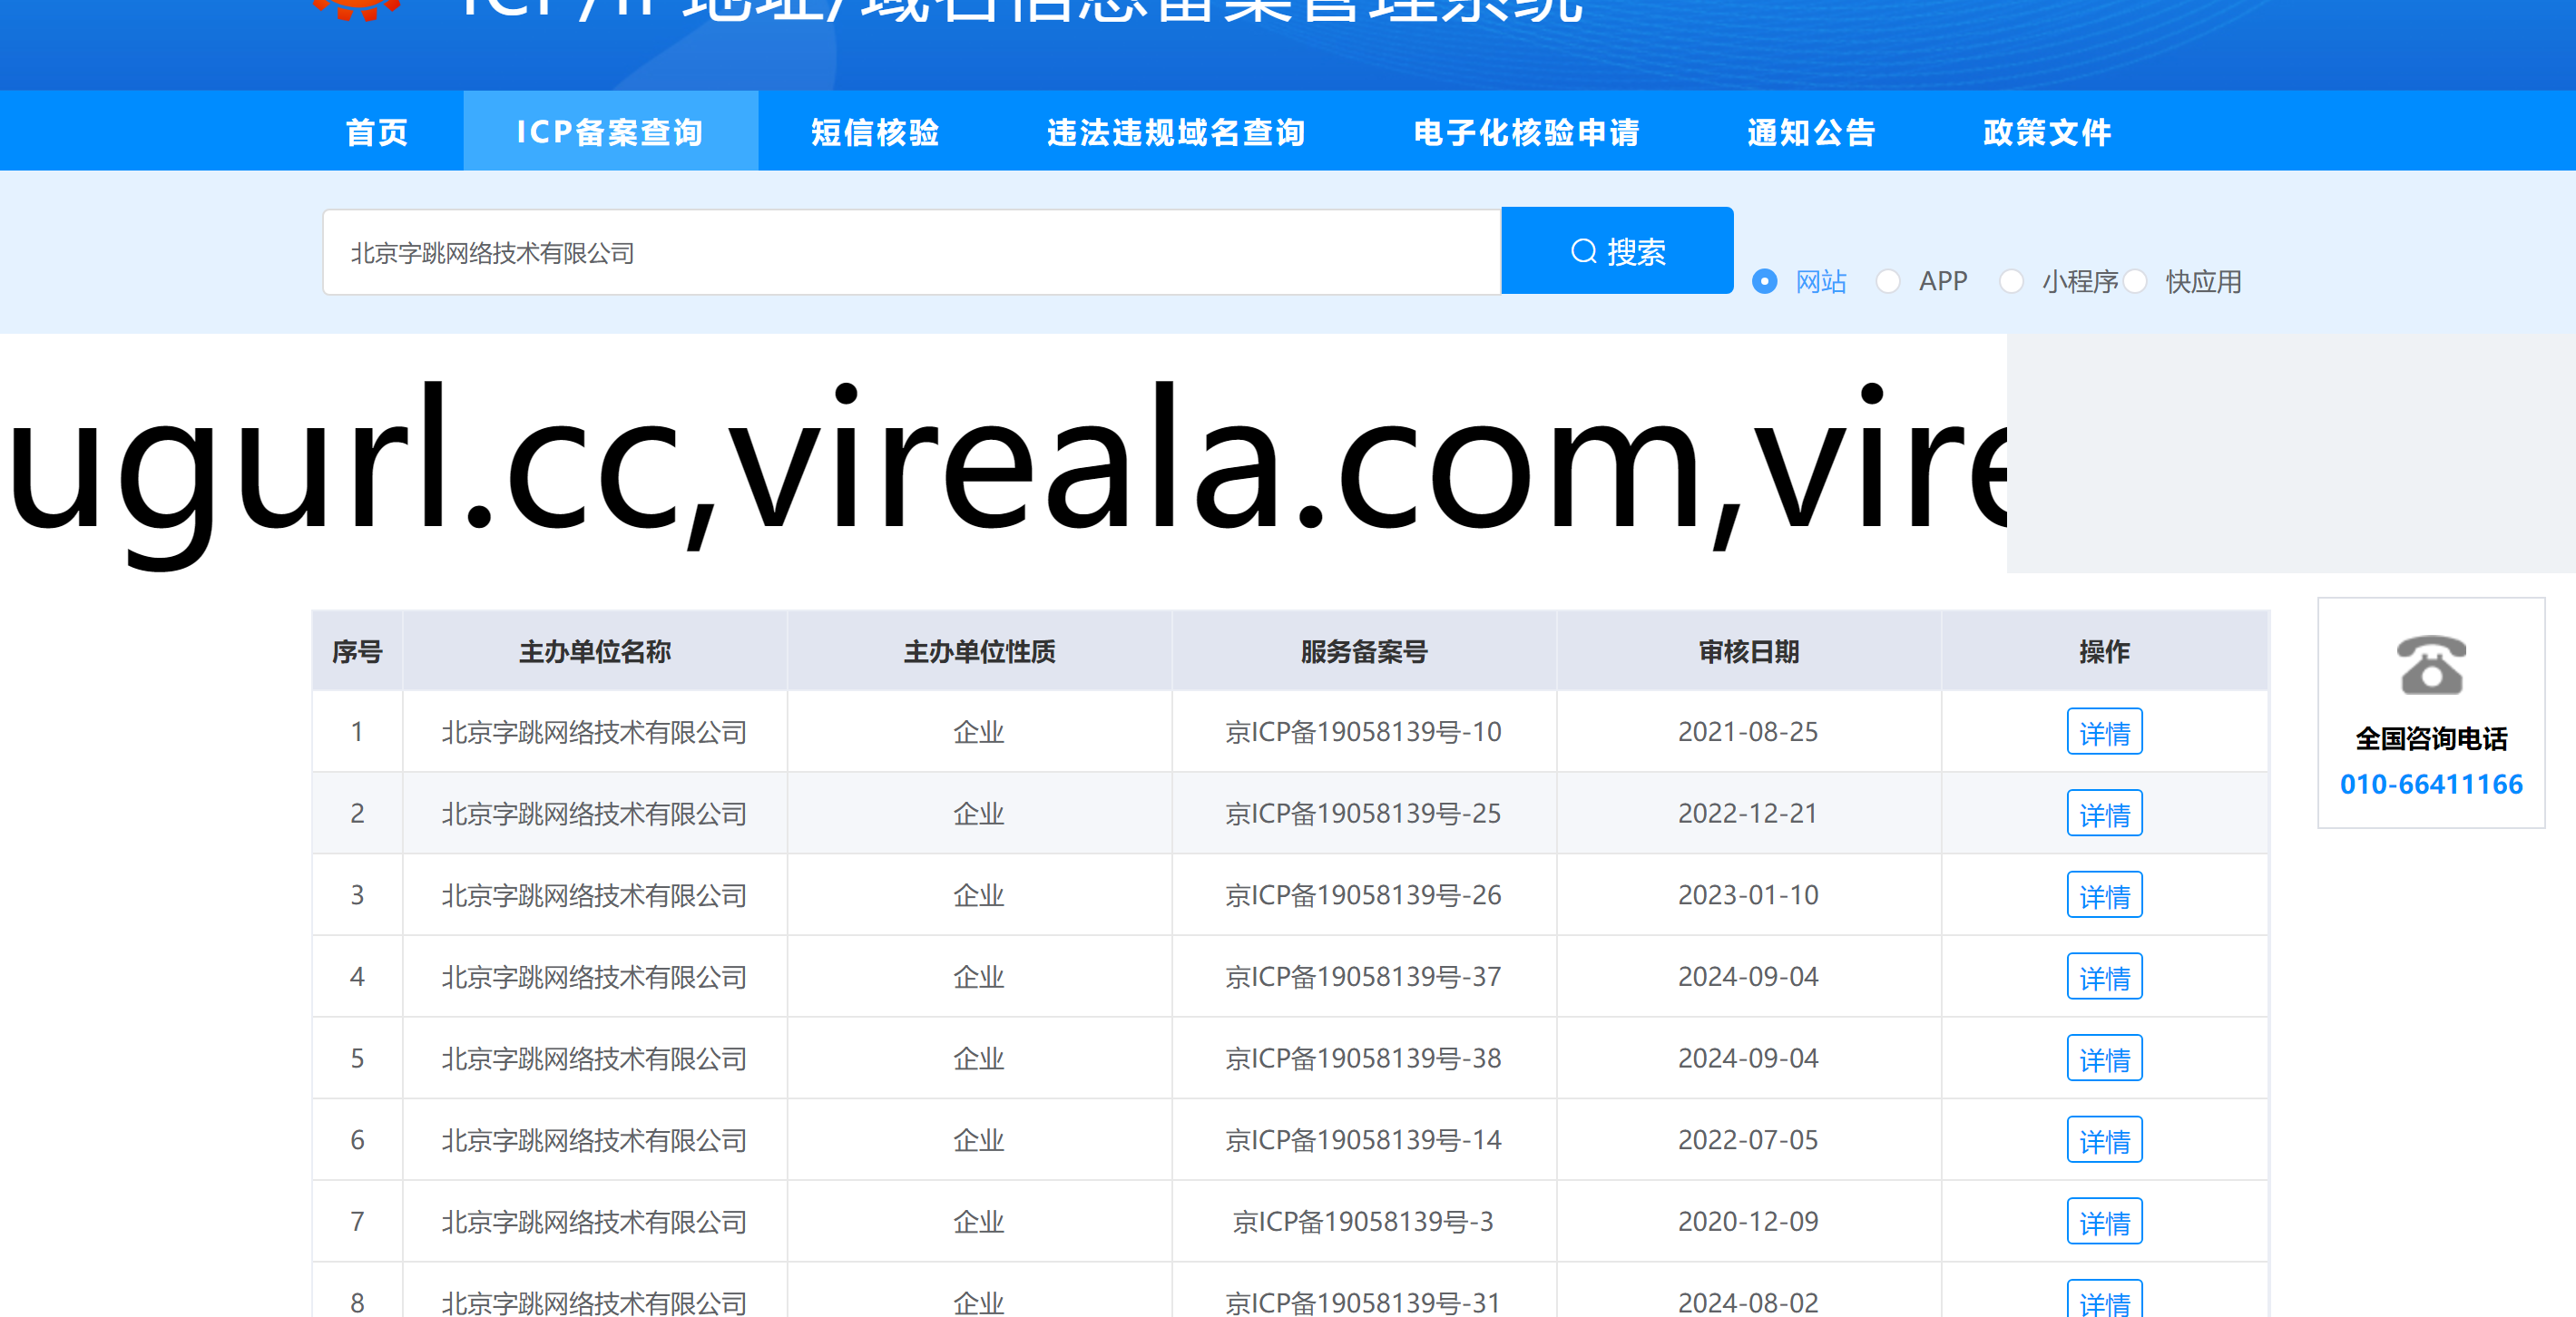 ICP/IP地址/域名信息备案管理系统
首页 ICP备案查询 短信核验 违法违规域名查询 电子化核验申请 通知公告 政策文件
北京字跳网络技术有限公司 搜索 网站 APP 小程序 快应用
ugurl.cc,vireala.com,vire
序号 主办单位名称 主办单位性质 服务备案号 审核日期 操作
1 北京字跳网络技术有限公司 企业 京ICP备19058139号-10 2021-08-25 详情
2 北京字跳网络技术有限公司 企业 京ICP备19058139号-25 2022-12-21 详情
3 北京字跳网络技术有限公司 企业 京ICP备19058139号-26 2023-01-10 详情
4 北京字跳网络技术有限公司 企业 京ICP备19058139号-37 2024-09-04 详情
5 北京字跳网络技术有限公司 企业 京ICP备19058139号-38 2024-09-04 详情
6 北京字跳网络技术有限公司 企业 京ICP备19058139号-14 2022-07-05 详情
7 北京字跳网络技术有限公司 企业 京ICP备19058139号-3 2020-12-09 详情
8 北京字跳网络技术有限公司 企业 京ICP备19058139号-31 2024-08-02 详情
全国咨询电话
010-66411166